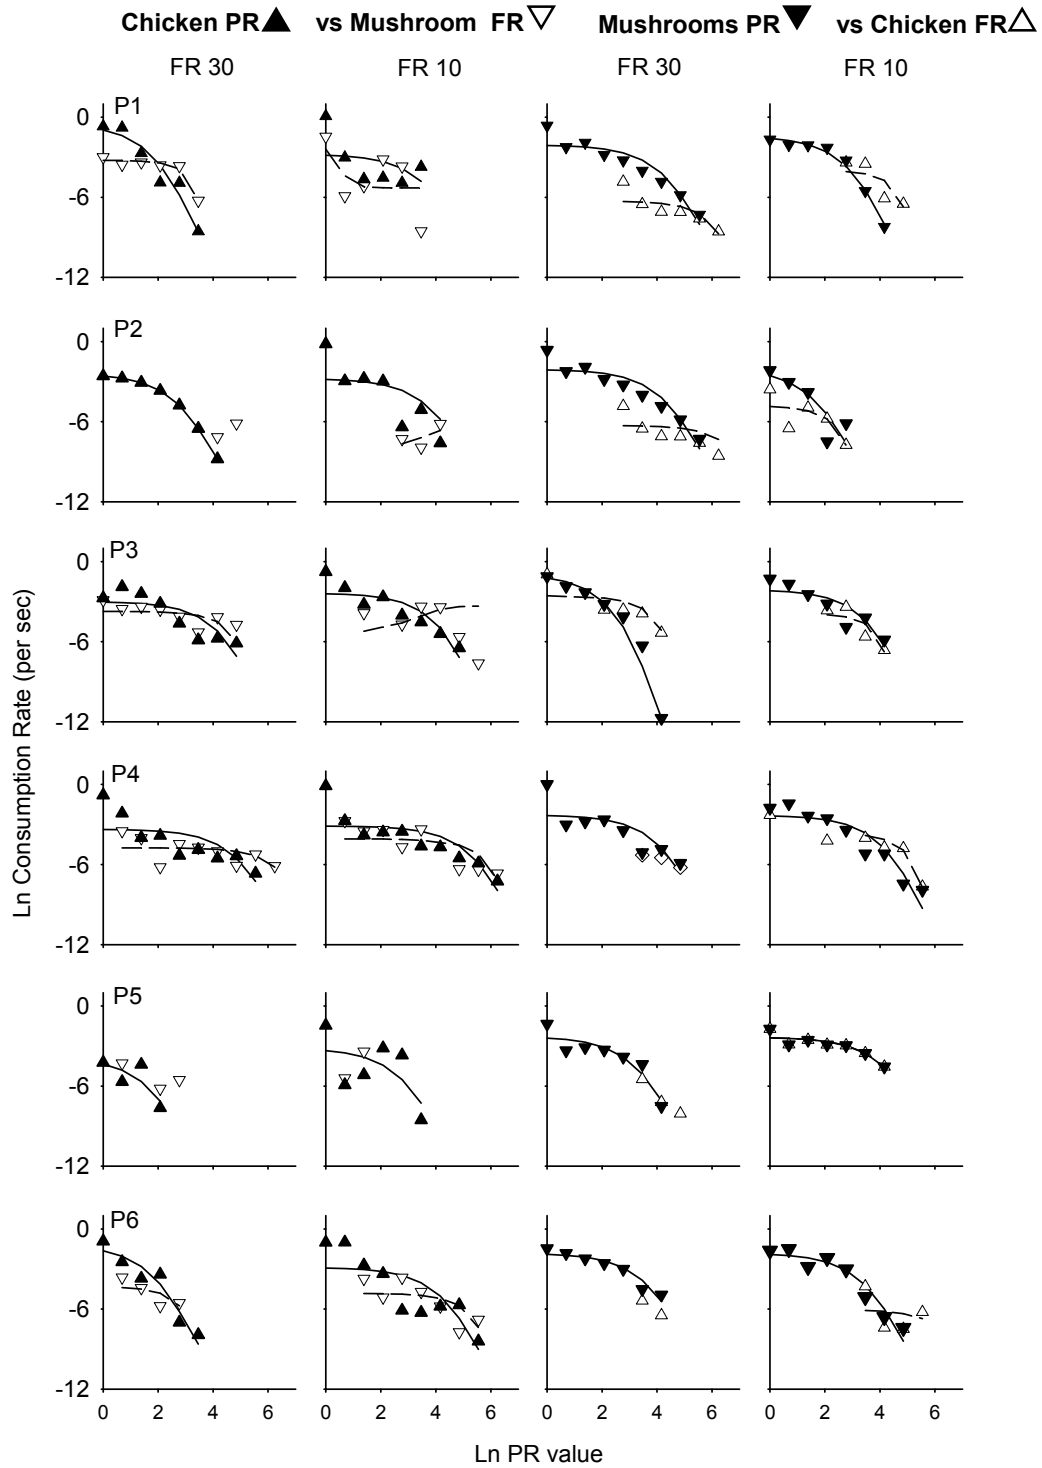 Chicken PR▲ vs Mushroom FR▽ Mushrooms PR▼ vs Chicken FR△
FR 30 FR 10 FR 30 FR 10
P1
0
-6
-12
P2
0
-6
-12
P3
0
-6
-12
P4
0
-6
-12
P5
0
-6
-12
P6
0
-6
-12
0 2 4 6 0 2 4 6 0 2 4 6 0 2 4 6
Ln PR value
Ln Consumption Rate (per sec)